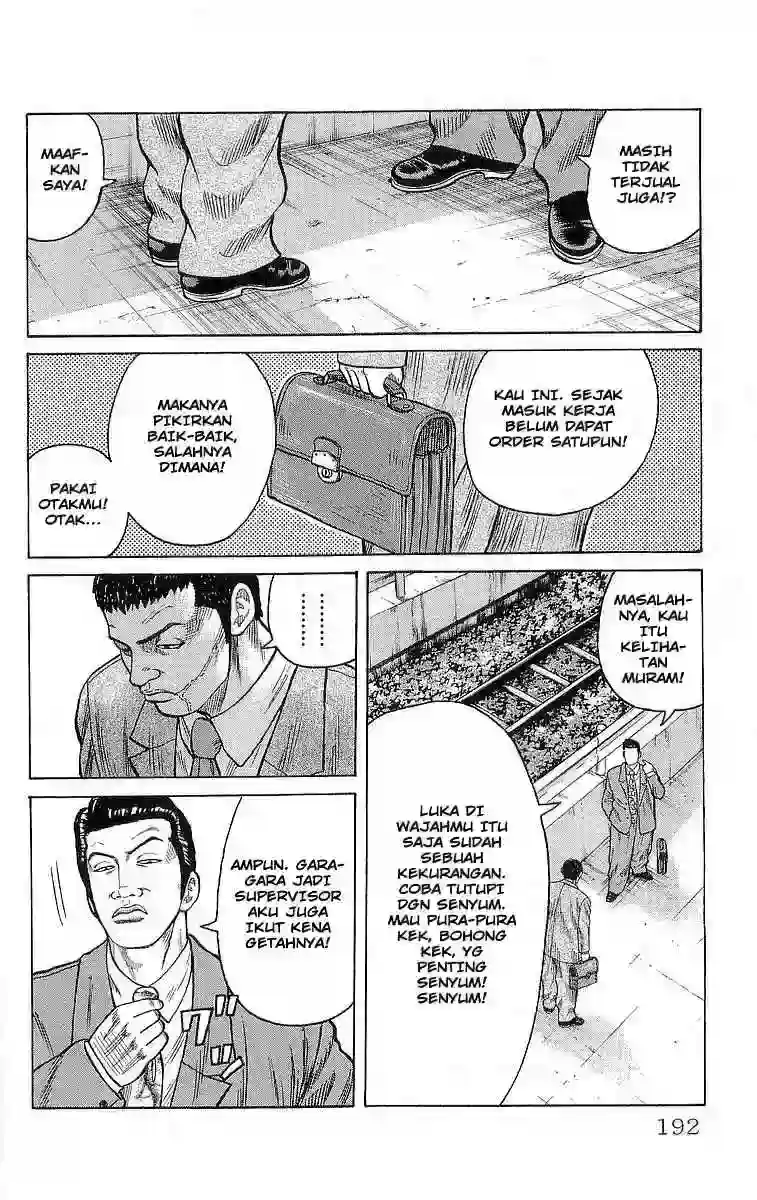 MASIH
TIDAK
TERJUAL
JUGA!?
MAAF-
KAN
SAYA!
KAU INI. SEJAK
MASUK KERJA
BELUM DAPAT
ORDER SATUPUN!
MAKANYA
PIKIRKAN
BAIK-BAIK,
SALAHNYA
DIMANA!
PAKAI
OTAKMU!
OTAK...
MASALAH-
NYA, KAU
ITU
KELIHA-
TAN
MURAM!
LUKA DI
WAJAHMU ITU
SAJA SUDAH
SEBUAH
KEKURANGAN.
COBA TUTUPI
DGN SENYUM.
MAU PURA-PURA
KEK, BOHONG
KEK, YG
PENTING
SENYUM!
SENYUM!
AMPUN. GARA-
GARA JADI
SUPERVISOR
AKU JUGA
IKUT KENA
GETAHNYA!
192